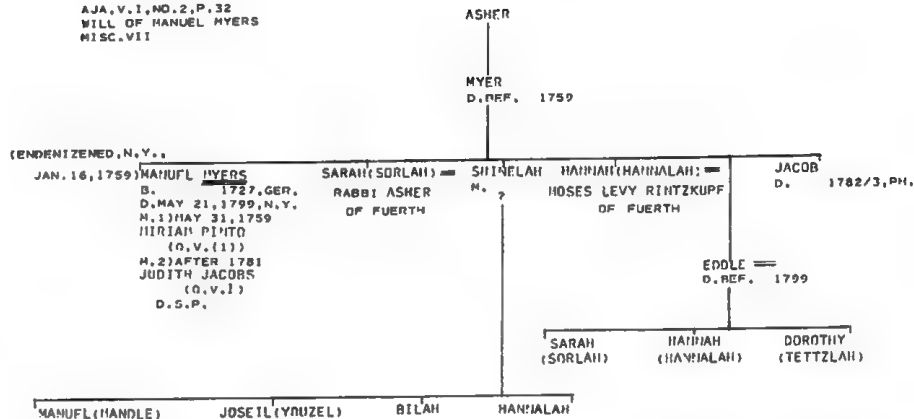 AJA,V.I,NO.2,P.32
WILL OF MANUEL MYERS
MISC.VII
ASHER
MYER
D.BEF. 1759
(ENDENIZENED,N.Y.,
JAN.16,1759)
MANUEL MYERS
B. 1727,GER.
D.MAY 21,1799,N.Y.
M.1)MAY 31,1759
MIRIAM PINTO
(Q.V.(1))
M.2)AFTER 1781
JUDITH JACOBS
(Q.V.I)
D.S.P.
SARAH(SORLAH) =
RABBI ASHER
OF FUERTH
SHINELAH
M. ?
HANNAH(HANNALAH) =
MOSES LEVY RINTZKUPF
OF FUERTH
JACOB
D. 1782/3,PH.
EDDLE =
D.BEF. 1799
SARAH
(SORLAH)
HANNAH
(HANNALAH)
DOROTHY
(TETTZLAH)
MANUEL(MANDLE)
JOSEIL(YOUZEL)
BILAH
HANNALAH